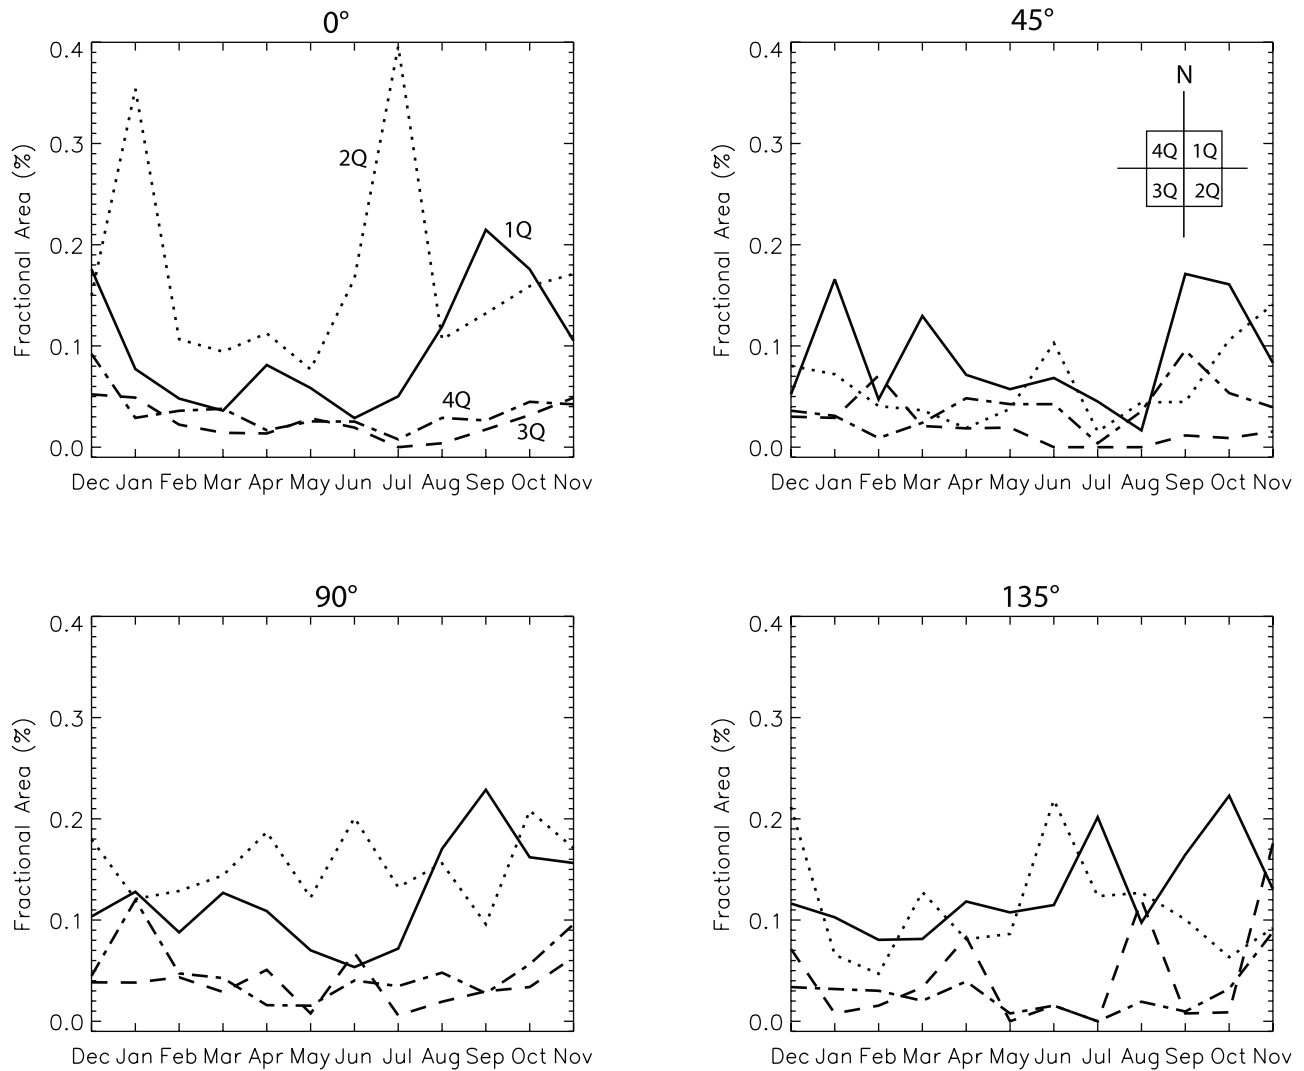 0°
0.4
0.3
0.2
0.1
0.0
Fractional Area (%)
2Q
1Q
4Q
3Q
Dec Jan Feb Mar Apr May Jun Jul Aug Sep Oct Nov
45°
0.4
0.3
0.2
0.1
0.0
Fractional Area (%)
N
4Q 1Q
3Q 2Q
Dec Jan Feb Mar Apr May Jun Jul Aug Sep Oct Nov
90°
0.4
0.3
0.2
0.1
0.0
Fractional Area (%)
Dec Jan Feb Mar Apr May Jun Jul Aug Sep Oct Nov
135°
0.4
0.3
0.2
0.1
0.0
Fractional Area (%)
Dec Jan Feb Mar Apr May Jun Jul Aug Sep Oct Nov